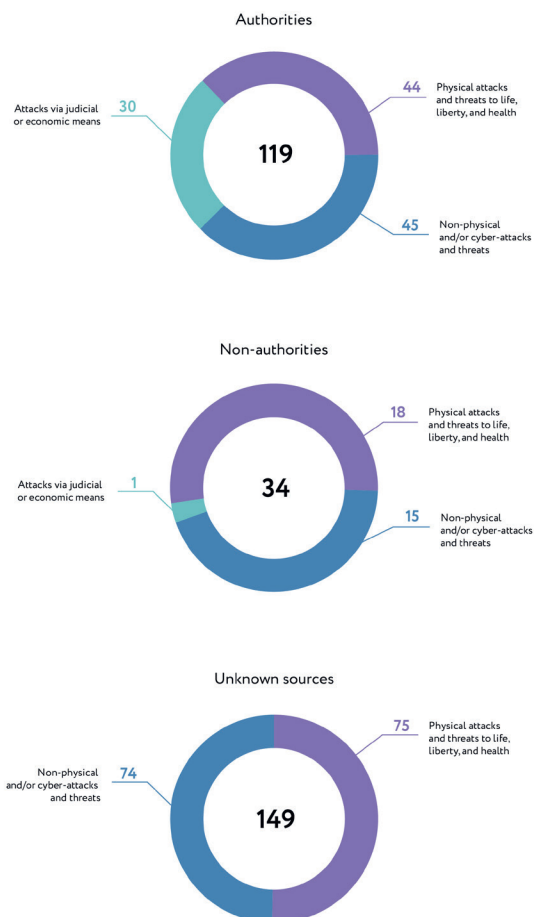 Authorities
44
Physical attacks
and threats to life,
liberty, and health
30
Attacks via judicial
or economic means
119
45
Non-physical
and/or cyber-attacks
and threats
Non-authorities
18
Physical attacks
and threats to life,
liberty, and health
1
Attacks via judicial
or economic means
34
15
Non-physical
and/or cyber-attacks
and threats
Unknown sources
75
Physical attacks
and threats to life,
liberty, and health
74
Non-physical
and/or cyber-attacks
and threats
149